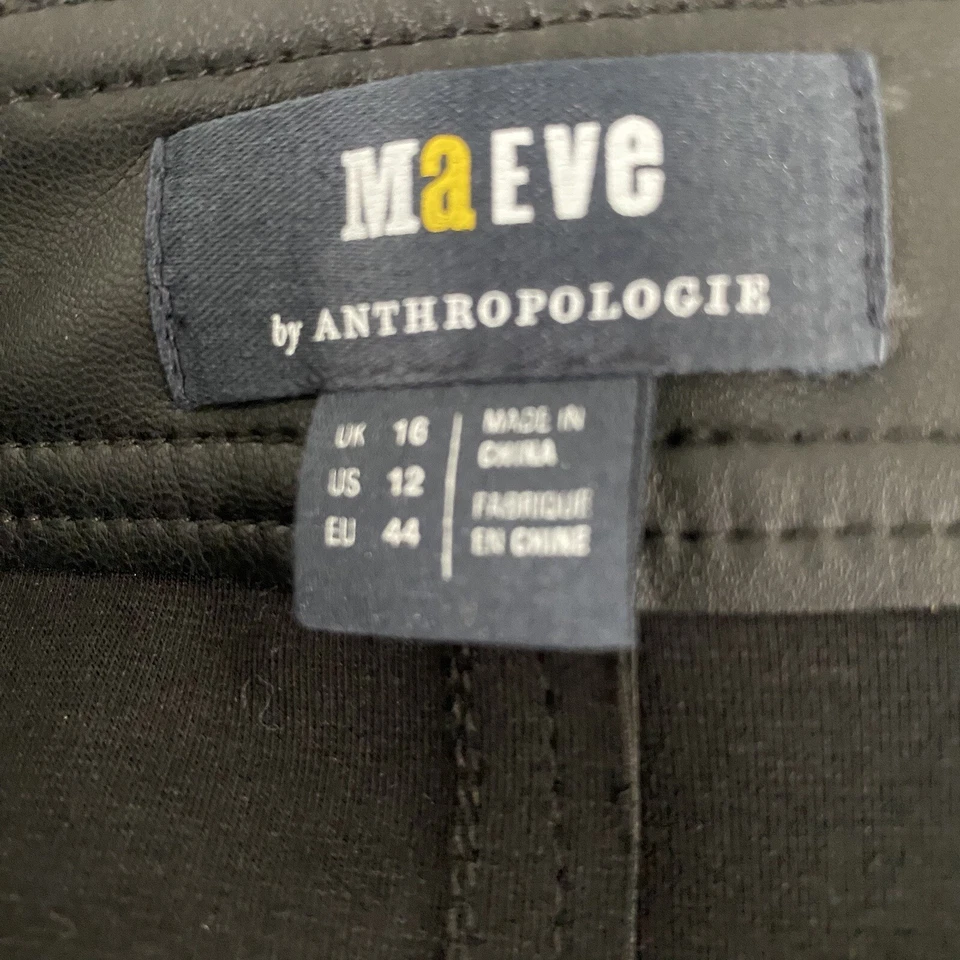 MaEVe
by ANTHROPOLOGIE
UK 16
US 12
EU 44
MADE IN
CHINA
FABRIQUE
EN CHINE